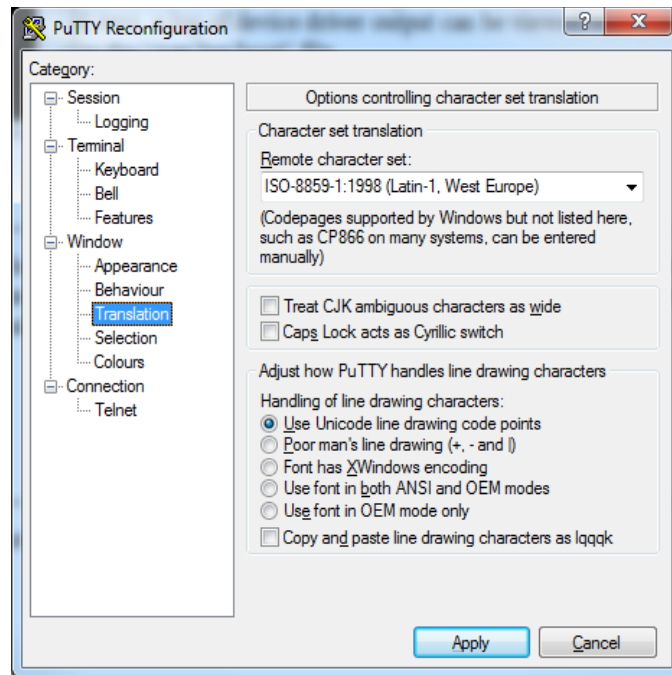 device driver output can be viewe
PuTTY Reconfiguration
Category:
Session
Logging
Terminal
Keyboard
Bell
Features
Window
Appearance
Behaviour
Translation
Selection
Colours
Connection
Telnet
Options controlling character set translation
Character set translation
Remote character set:
ISO-8859-1:1998 (Latin-1, West Europe)
(Codepages supported by Windows but not listed here,
such as CP866 on many systems, can be entered
manually)
Treat CJK ambiguous characters as wide
Caps Lock acts as Cyrillic switch
Adjust how PuTTY handles line drawing characters
Handling of line drawing characters:
Use Unicode line drawing code points
Poor man's line drawing (+, - and |)
Font has XWindows encoding
Use font in both ANSI and OEM modes
Use font in OEM mode only
Copy and paste line drawing characters as lqqqk
Apply
Cancel